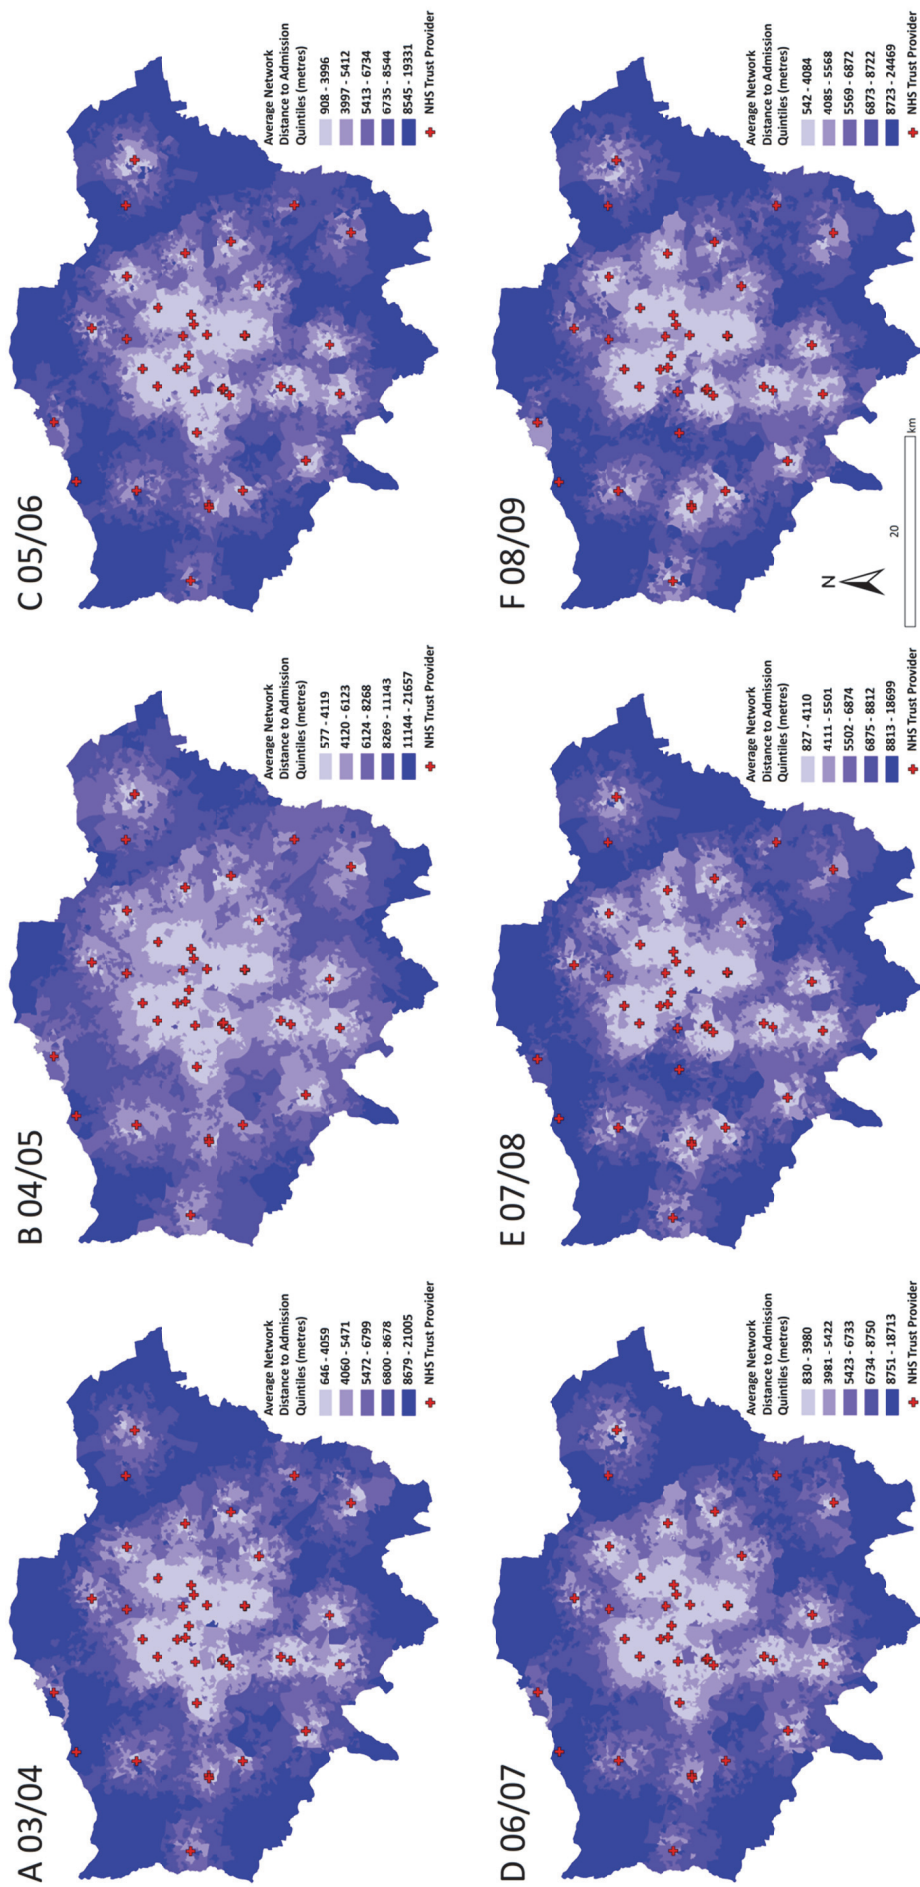 A 03/04
Average Network
Distance to Admission
Quintiles (metres)
646 - 4059
4060 - 5471
5472 - 6799
6800 - 8678
8679 - 21005
NHS Trust Provider
B 04/05
Average Network
Distance to Admission
Quintiles (metres)
577 - 4119
4120 - 6123
6124 - 8268
8269 - 11143
11144 - 21657
NHS Trust Provider
C 05/06
Average Network
Distance to Admission
Quintiles (metres)
908 - 3996
3997 - 5412
5413 - 6734
6735 - 8544
8545 - 19331
NHS Trust Provider
D 06/07
Average Network
Distance to Admission
Quintiles (metres)
830 - 3980
3981 - 5422
5423 - 6733
6734 - 8750
8751 - 18713
NHS Trust Provider
E 07/08
Average Network
Distance to Admission
Quintiles (metres)
827 - 4110
4111 - 5501
5502 - 6874
6875 - 8812
8813 - 18699
NHS Trust Provider
F 08/09
Average Network
Distance to Admission
Quintiles (metres)
542 - 4084
4085 - 5568
5569 - 6872
6873 - 8722
8723 - 24469
NHS Trust Provider
N
20
km